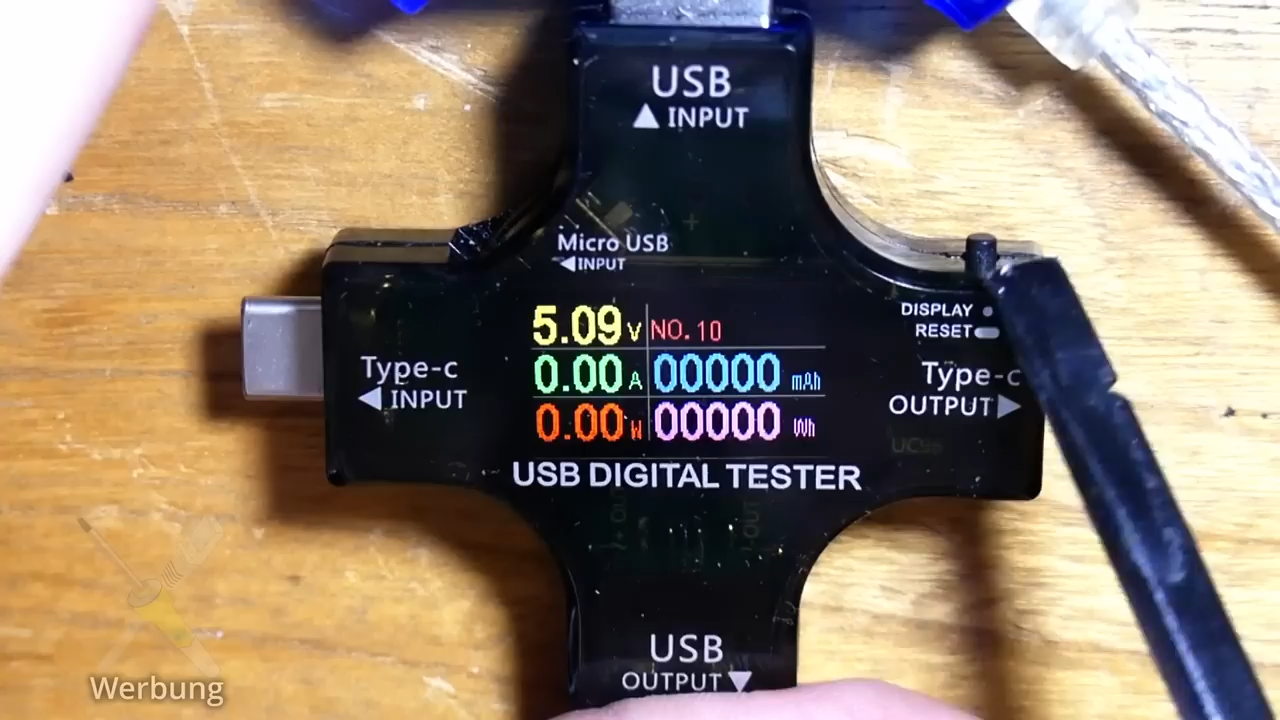 USB
▲ INPUT
Micro USB
◀INPUT
5.09 V NO. 10
0.00 A 00000 mAh
0.00 W 00000 Wh
USB DIGITAL TESTER
Type-c
◀ INPUT
DISPLAY
RESET
Type-c
OUTPUT▶
USB
OUTPUT▼
Werbung